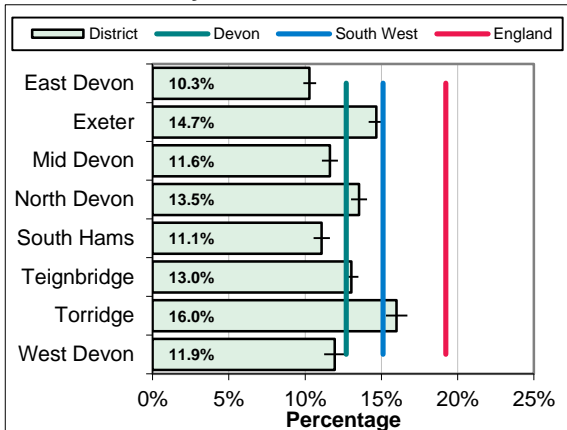 District Devon South West England
East Devon 10.3%
Exeter 14.7%
Mid Devon 11.6%
North Devon 13.5%
South Hams 11.1%
Teignbridge 13.0%
Torridge 16.0%
West Devon 11.9%
0% 5% 10% 15% 20% 25%
Percentage